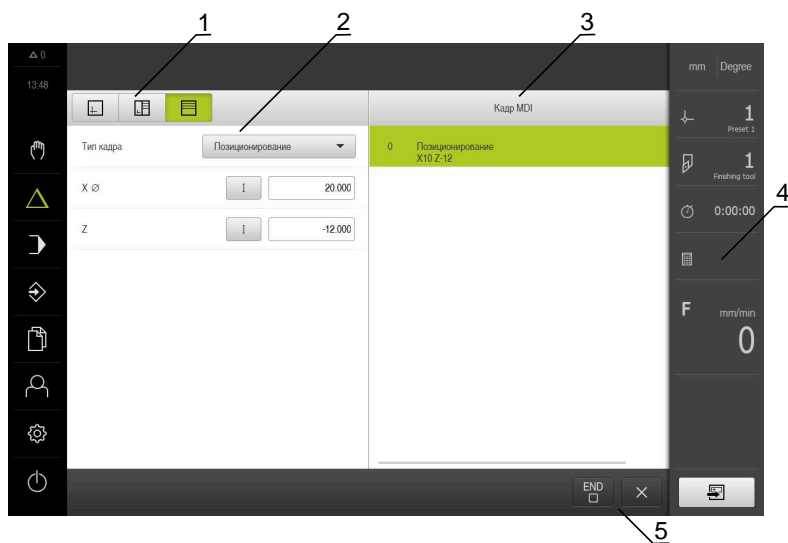 1
2
3
0
13:48
mm Degree
Кадр MDI
1
Preset 1
Тип кадра
Позиционирование
0 Позиционирование
X10 Z-12
1
Finishing tool
X ∅
I
20.000
4
0:00:00
Z
I
-12.000
F mm/min
0
END
5